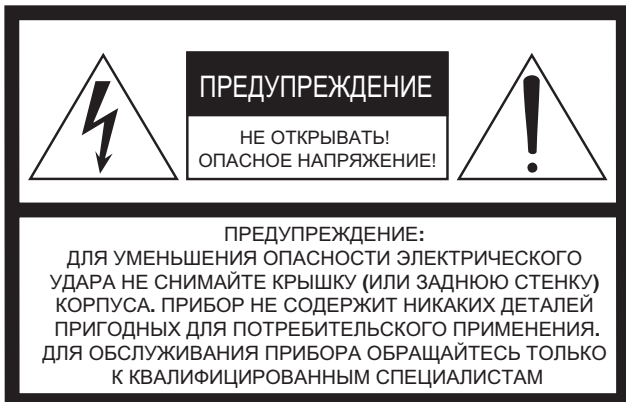 ПРЕДУПРЕЖДЕНИЕ
НЕ ОТКРЫВАТЬ!
ОПАСНОЕ НАПРЯЖЕНИЕ!
ПРЕДУПРЕЖДЕНИЕ:
ДЛЯ УМЕНЬШЕНИЯ ОПАСНОСТИ ЭЛЕКТРИЧЕСКОГО
УДАРА НЕ СНИМАЙТЕ КРЫШКУ (ИЛИ ЗАДНЮЮ СТЕНКУ)
КОРПУСА. ПРИБОР НЕ СОДЕРЖИТ НИКАКИХ ДЕТАЛЕЙ
ПРИГОДНЫХ ДЛЯ ПОТРЕБИТЕЛЬСКОГО ПРИМЕНЕНИЯ.
ДЛЯ ОБСЛУЖИВАНИЯ ПРИБОРА ОБРАЩАЙТЕСЬ ТОЛЬКО
К КВАЛИФИЦИРОВАННЫМ СПЕЦИАЛИСТАМ